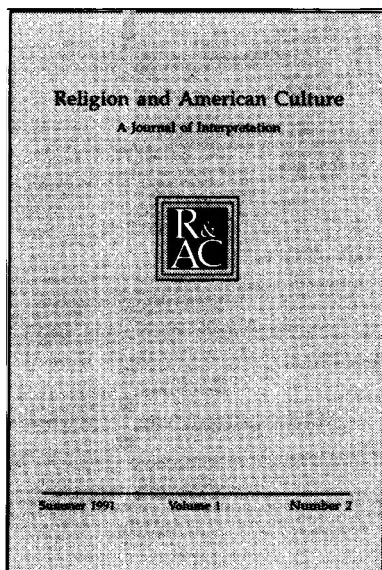 Religion and American Culture
A Journal of Interpretation
R&
AC
Summer 1991 Volume 1 Number 2